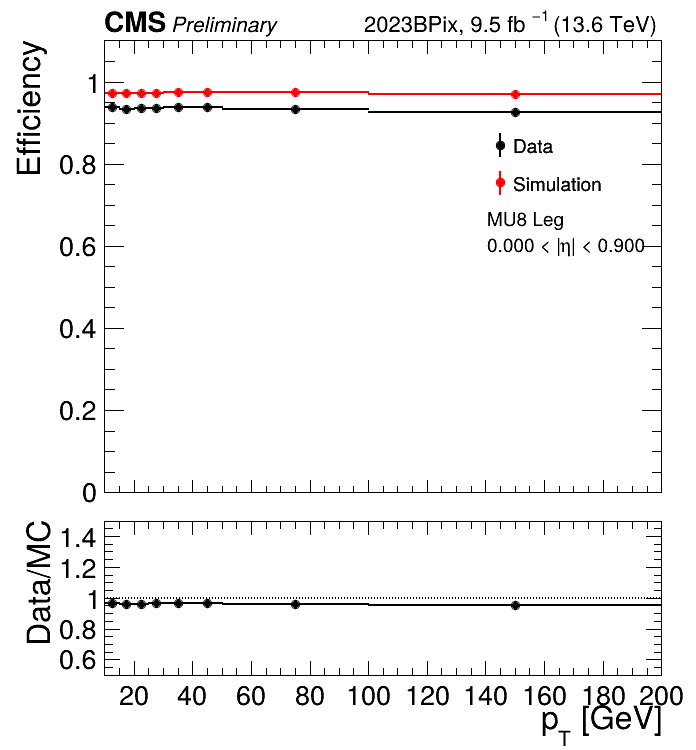 CMS Preliminary 2023BPix, 9.5 fb ⁻¹ (13.6 TeV)
Efficiency
1
0.8
0.6
0.4
0.2
0
Data
Simulation
MU8 Leg
0.000 < |η| < 0.900
Data/MC
1.4
1.2
1
0.8
0.6
20 40 60 80 100 120 140 160 180 200
p_T [GeV]